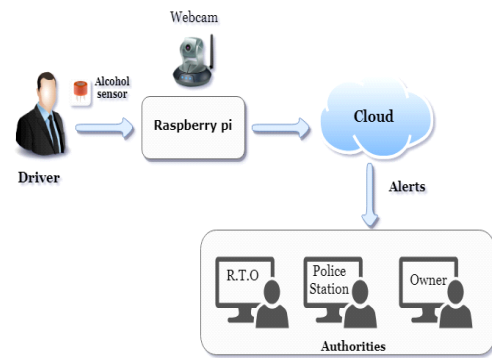 Webcam
Alcohol
sensor
Raspberry pi
Cloud
Driver
Alerts
R.T.O
Police
Station
Owner
Authorities